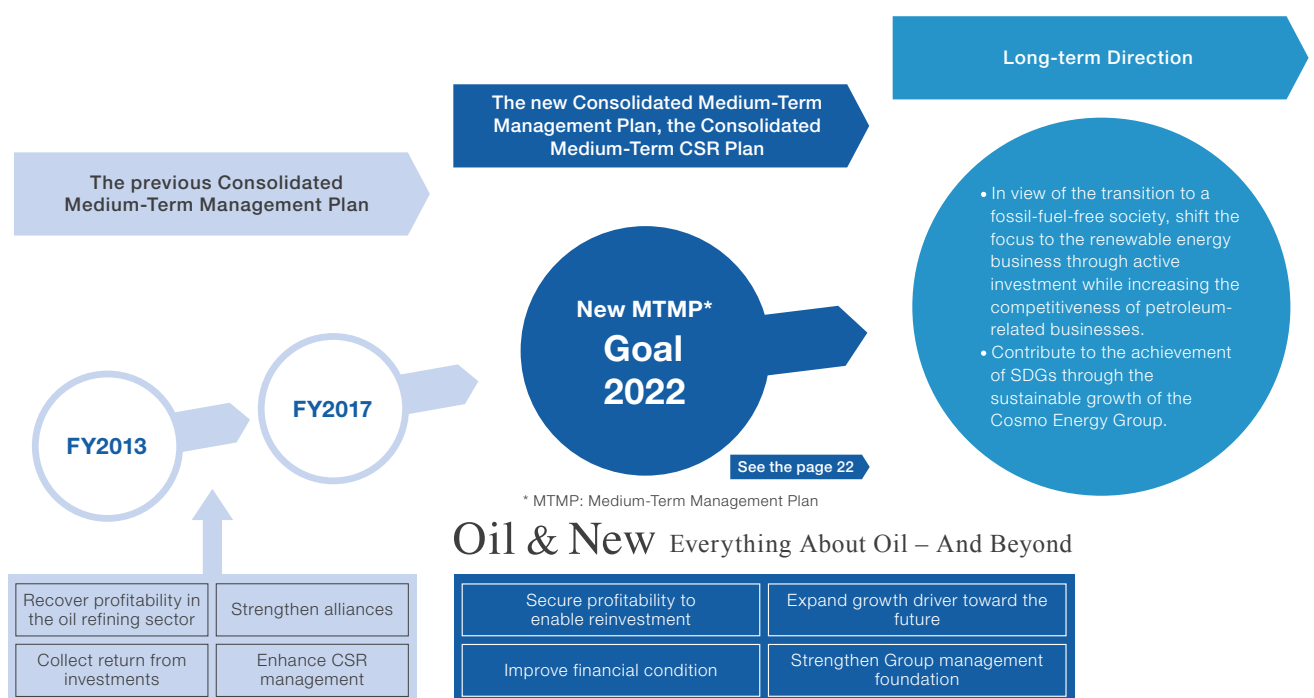 The previous Consolidated
Medium-Term Management Plan
FY2013
FY2017
Recover profitability in
the oil refining sector
Strengthen alliances
Collect return from
investments
Enhance CSR
management
The new Consolidated Medium-Term
Management Plan, the Consolidated
Medium-Term CSR Plan
New MTMP*
Goal
2022
See the page 22
* MTMP: Medium-Term Management Plan
Oil & New Everything About Oil – And Beyond
Secure profitability to
enable reinvestment
Expand growth driver toward the
future
Improve financial condition
Strengthen Group management
foundation
Long-term Direction
• In view of the transition to a
fossil-fuel-free society, shift the
focus to the renewable energy
business through active
investment while increasing the
competitiveness of petroleum-
related businesses.
• Contribute to the achievement
of SDGs through the
sustainable growth of the
Cosmo Energy Group.